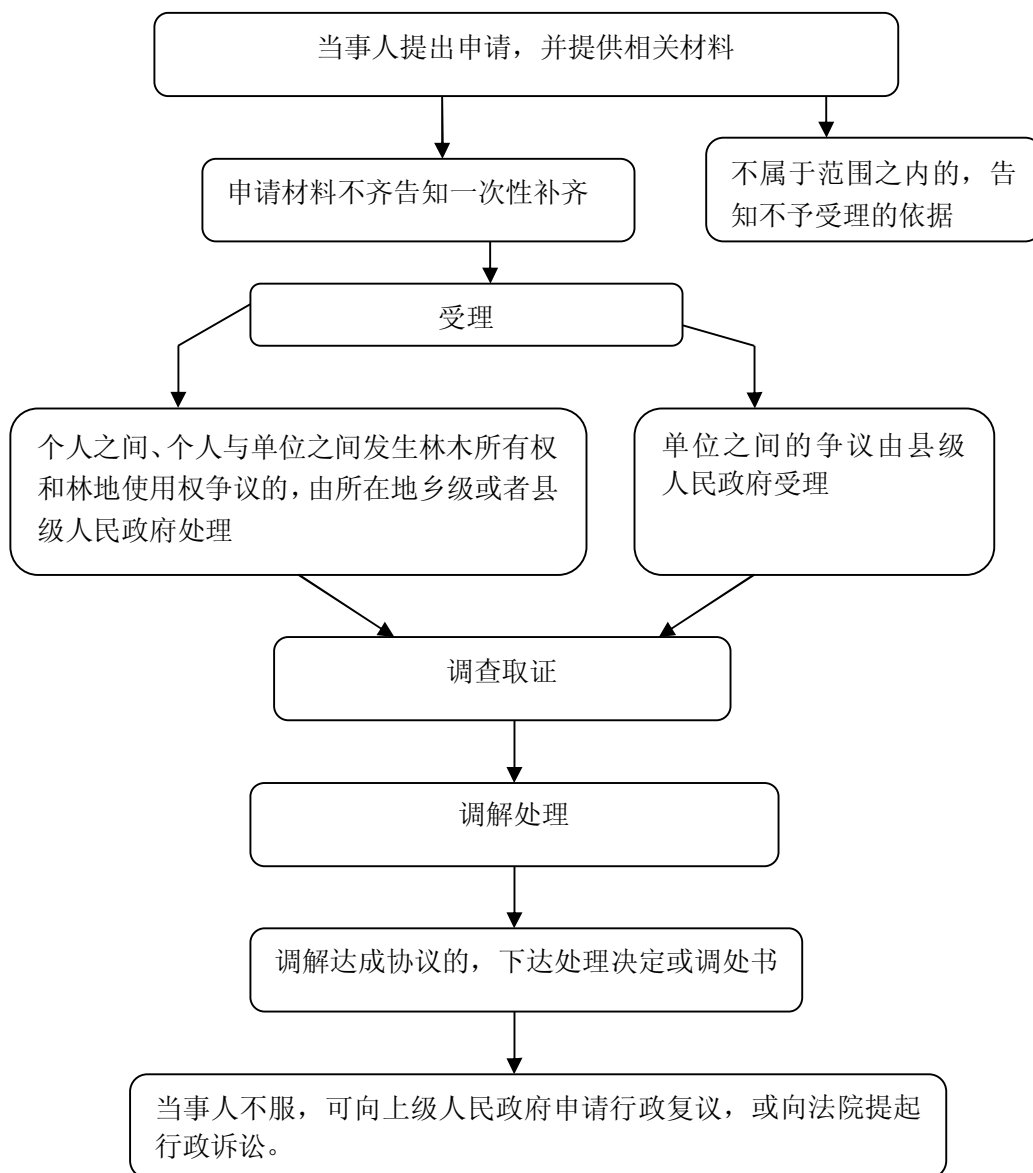 当事人提出申请，并提供相关材料
申请材料不齐告知一次性补齐
不属于范围之内的，告
知不予受理的依据
受理
个人之间、个人与单位之间发生林木所有权
和林地使用权争议的，由所在地乡级或者县
级人民政府处理
单位之间的争议由县级
人民政府受理
调查取证
调解处理
调解达成协议的，下达处理决定或调处书
当事人不服，可向上级人民政府申请行政复议，或向法院提起
行政诉讼。